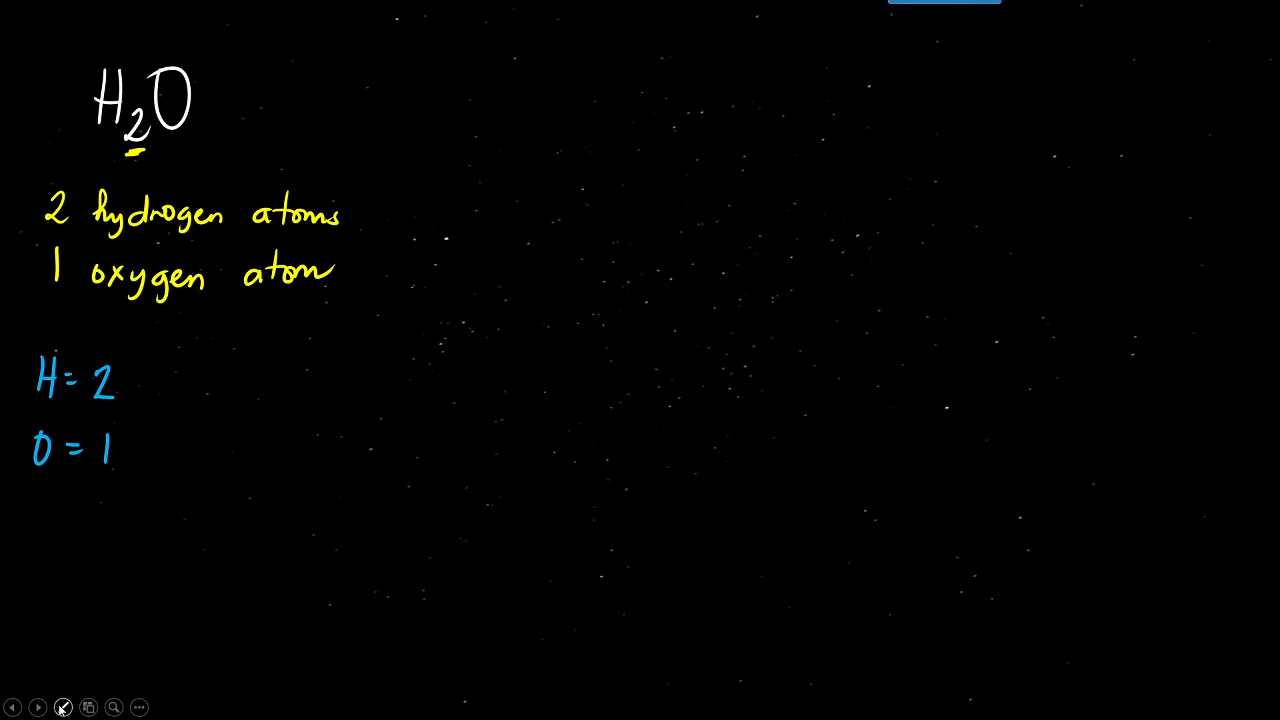 H₂O
2 hydrogen atoms
1 oxygen atom
H = 2
O = 1